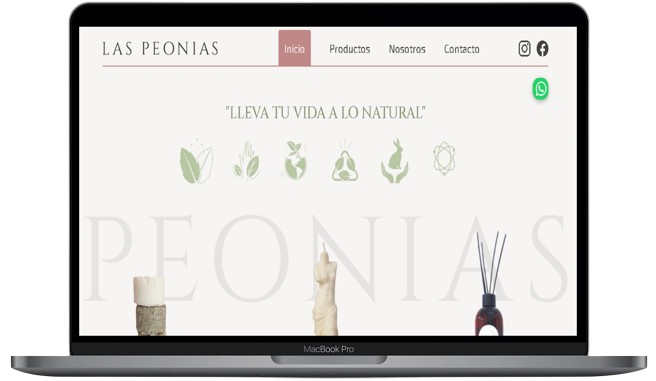 LAS PEONIAS
Inicio Productos Nosotros Contacto
"LLEVA TU VIDA A LO NATURAL"
PEONIAS
MacBook Pro